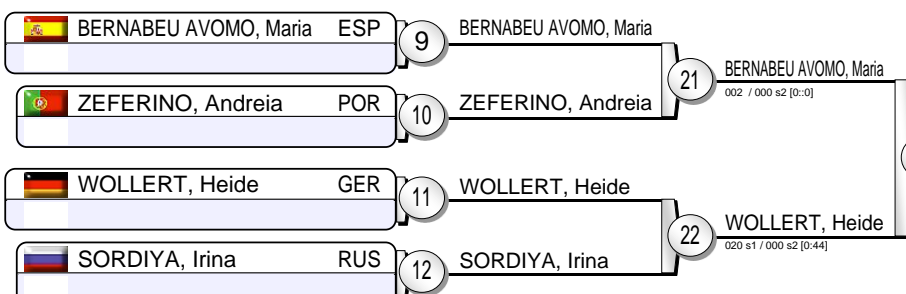 BERNABEU AVOMO, Maria ESP
9
BERNABEU AVOMO, Maria
21
BERNABEU AVOMO, Maria
002 / 000 s2 [0::0]
ZEFERINO, Andreia POR
10
ZEFERINO, Andreia
WOLLERT, Heide GER
11
WOLLERT, Heide
22
WOLLERT, Heide
020 s1 / 000 s2 [0:44]
SORDIYA, Irina RUS
12
SORDIYA, Irina